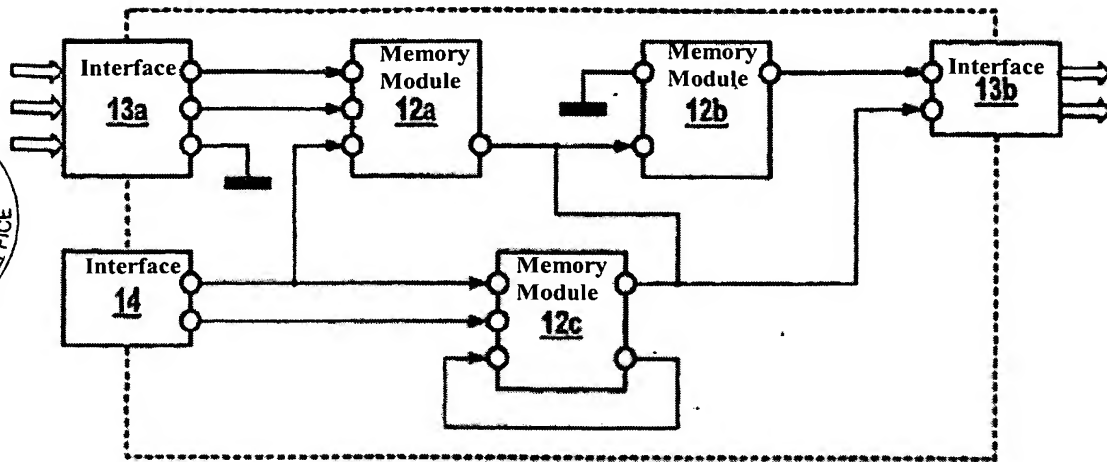 Interface
13a
Memory
Module
12a
Memory
Module
12b
Interface
13b
Interface
14
Memory
Module
12c